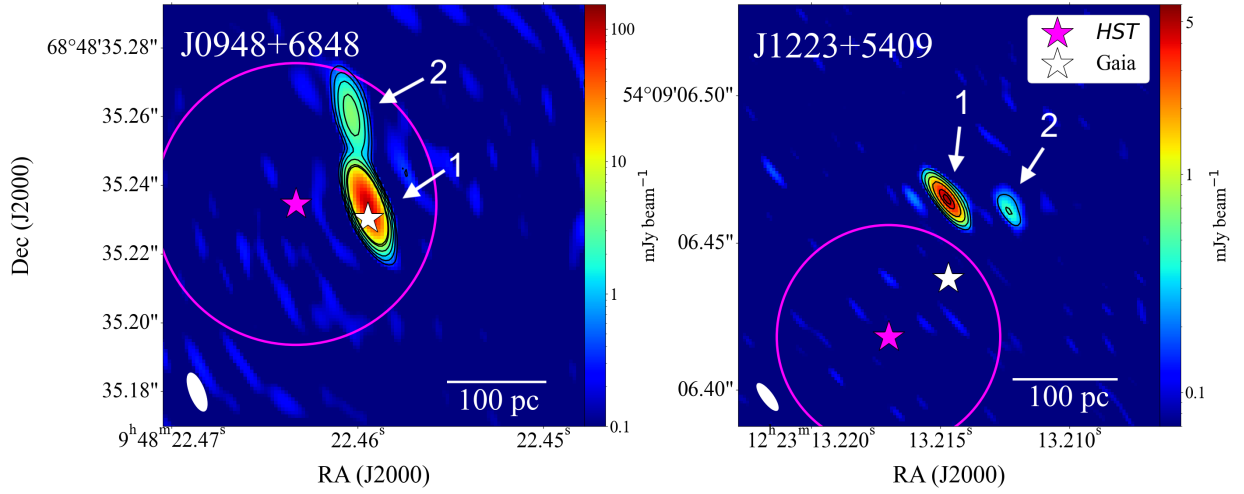 J0948+6848
2
1
100 pc
68°48'35.28"
35.26"
35.24"
35.22"
35.20"
35.18"
Dec (J2000)
9ʰ48ᵐ22.47ˢ
22.46ˢ
22.45ˢ
RA (J2000)
100
10
1
0.1
mJy beam⁻¹
J1223+5409
HST
Gaia
1
2
100 pc
54°09'06.50"
06.45"
06.40"
12ʰ23ᵐ13.220ˢ
13.215ˢ
13.210ˢ
RA (J2000)
5
1
0.1
mJy beam⁻¹